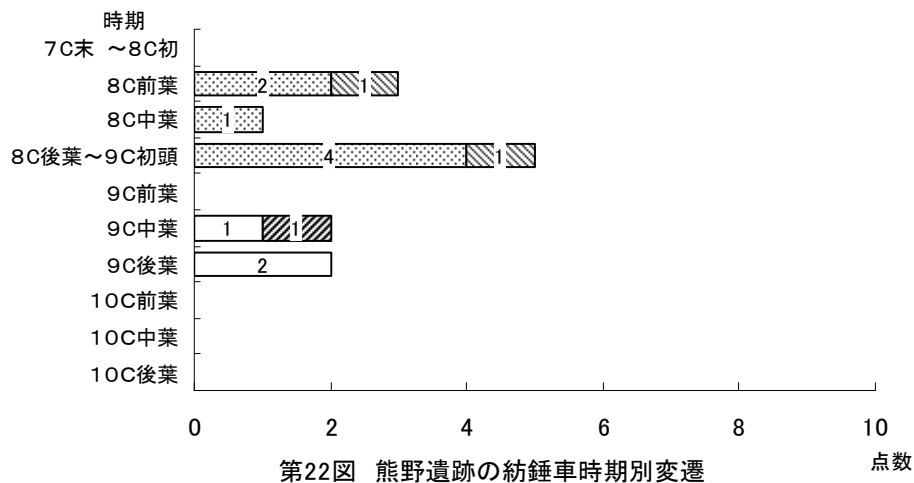 時期
7C末 ~8C初
8C前葉
2 1
8C中葉
1
8C後葉~9C初頭
4 1
9C前葉
9C中葉
1 1
9C後葉
2
10C前葉
10C中葉
10C後葉
0 2 4 6 8 10
点数
第22図 熊野遺跡の紡錘車時期別変遷